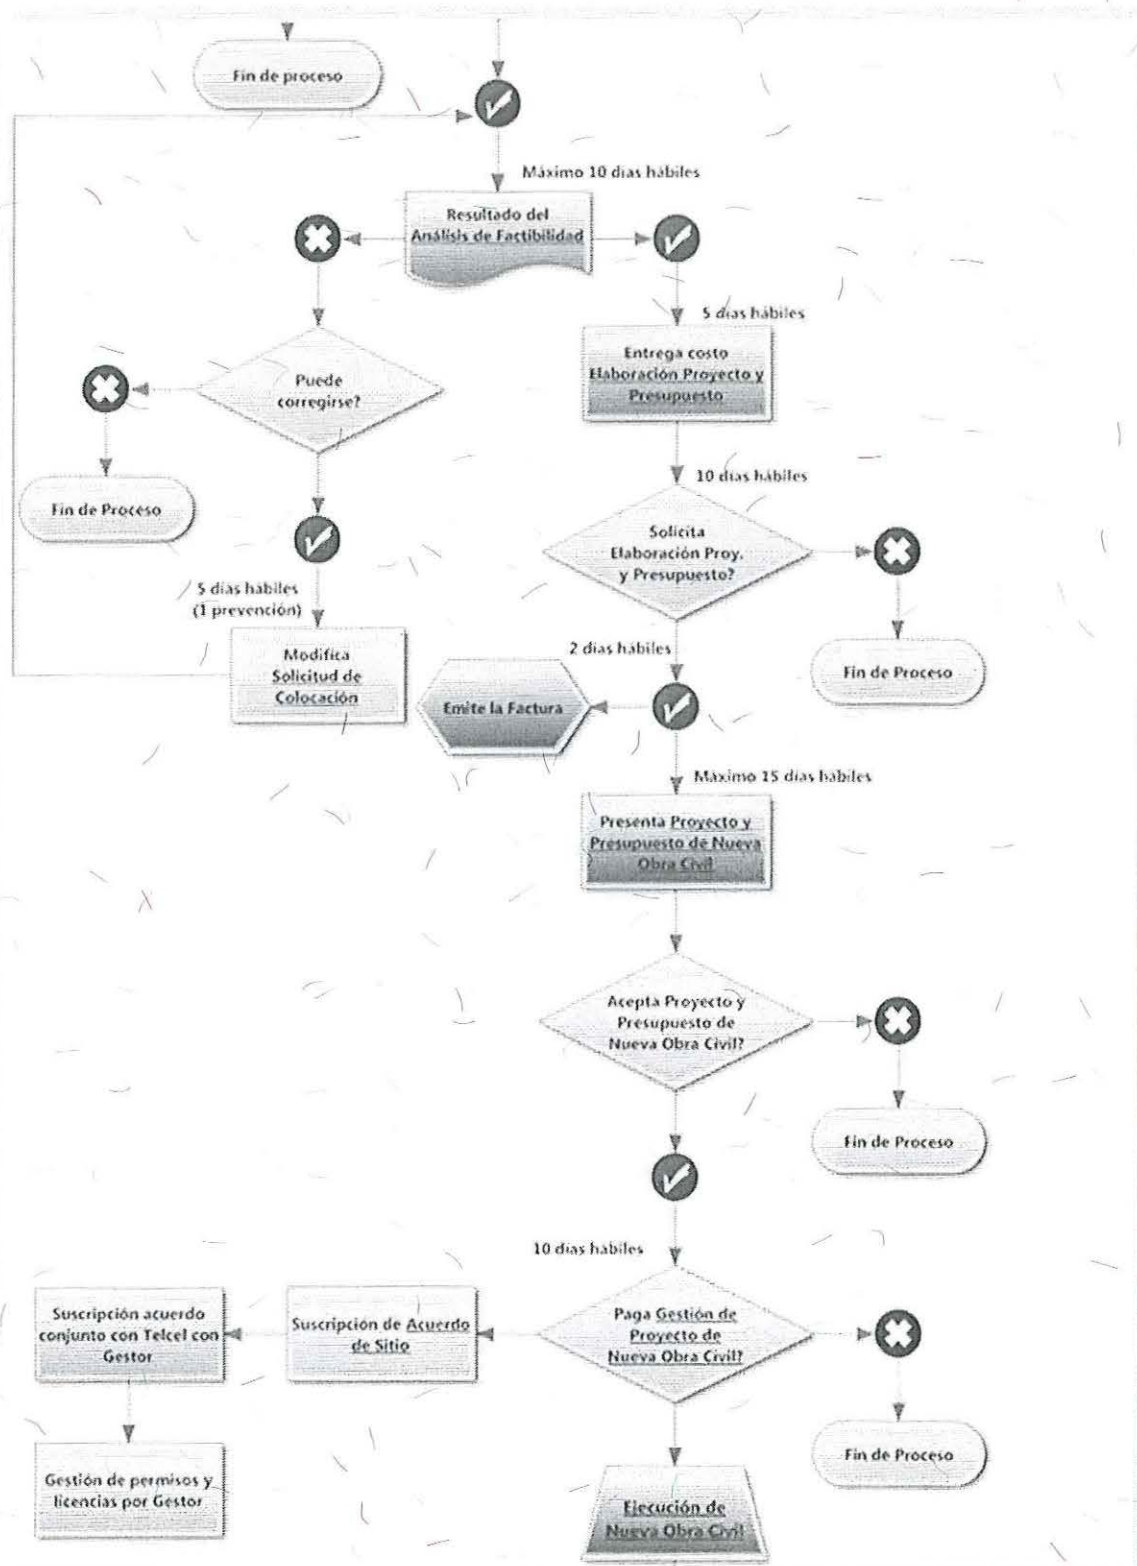 Fin de proceso
Máximo 10 días hábiles
Resultado del
Análisis de Factibilidad
5 días hábiles
Entrega costo
Elaboración Proyecto y
Presupuesto
Puede
corregirse?
10 días hábiles
Fin de Proceso
Solicita
Elaboración Proy.
y Presupuesto?
5 días hábiles
(1 prevención)
Modifica
Solicitud de
Colocación
2 días hábiles
Fin de Proceso
Emite la Factura
Máximo 15 días hábiles
Presenta Proyecto y
Presupuesto de Nueva
Obra Civil
Acepta Proyecto y
Presupuesto de
Nueva Obra Civil?
Fin de Proceso
10 días hábiles
Suscripción acuerdo
conjunto con Telcel con
Gestor
Suscripción de Acuerdo
de Sitio
Paga Gestión de
Proyecto de
Nueva Obra Civil?
Fin de Proceso
Gestión de permisos y
licencias por Gestor
Ejecución de
Nueva Obra Civil